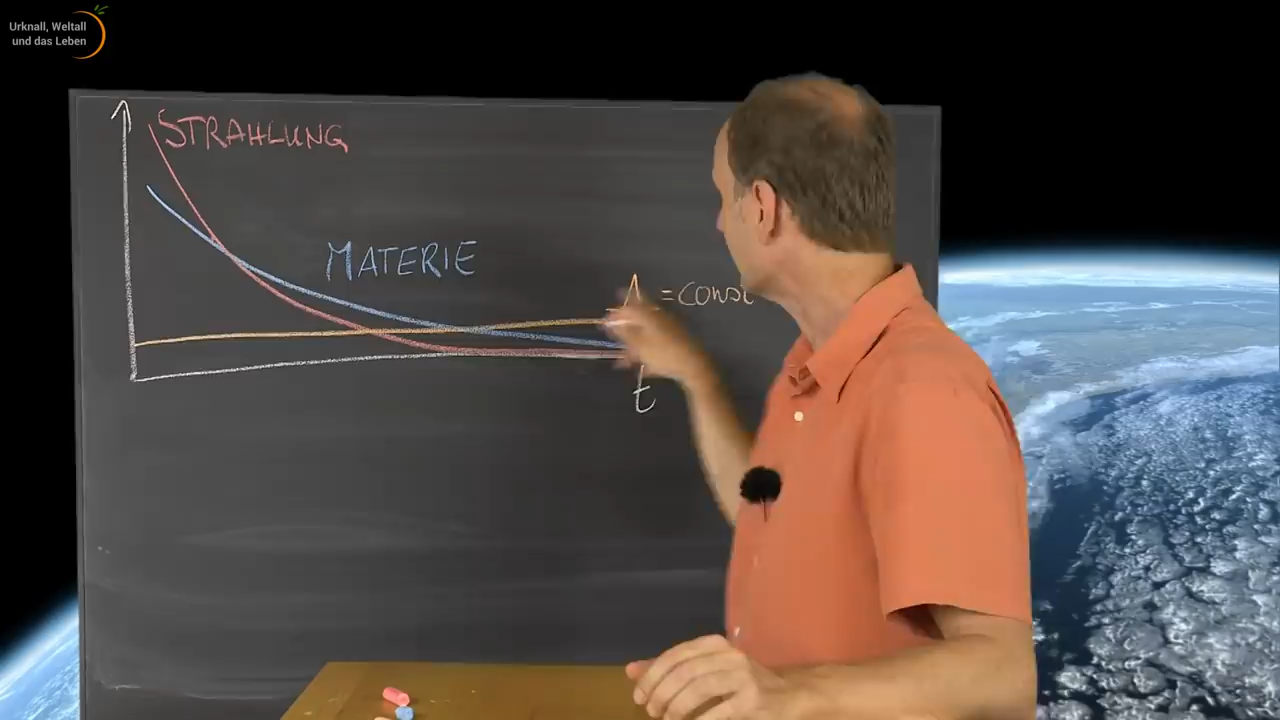 Urknall, Weltall
und das Leben
STRAHLUNG
MATERIE
Λ = CONST
t